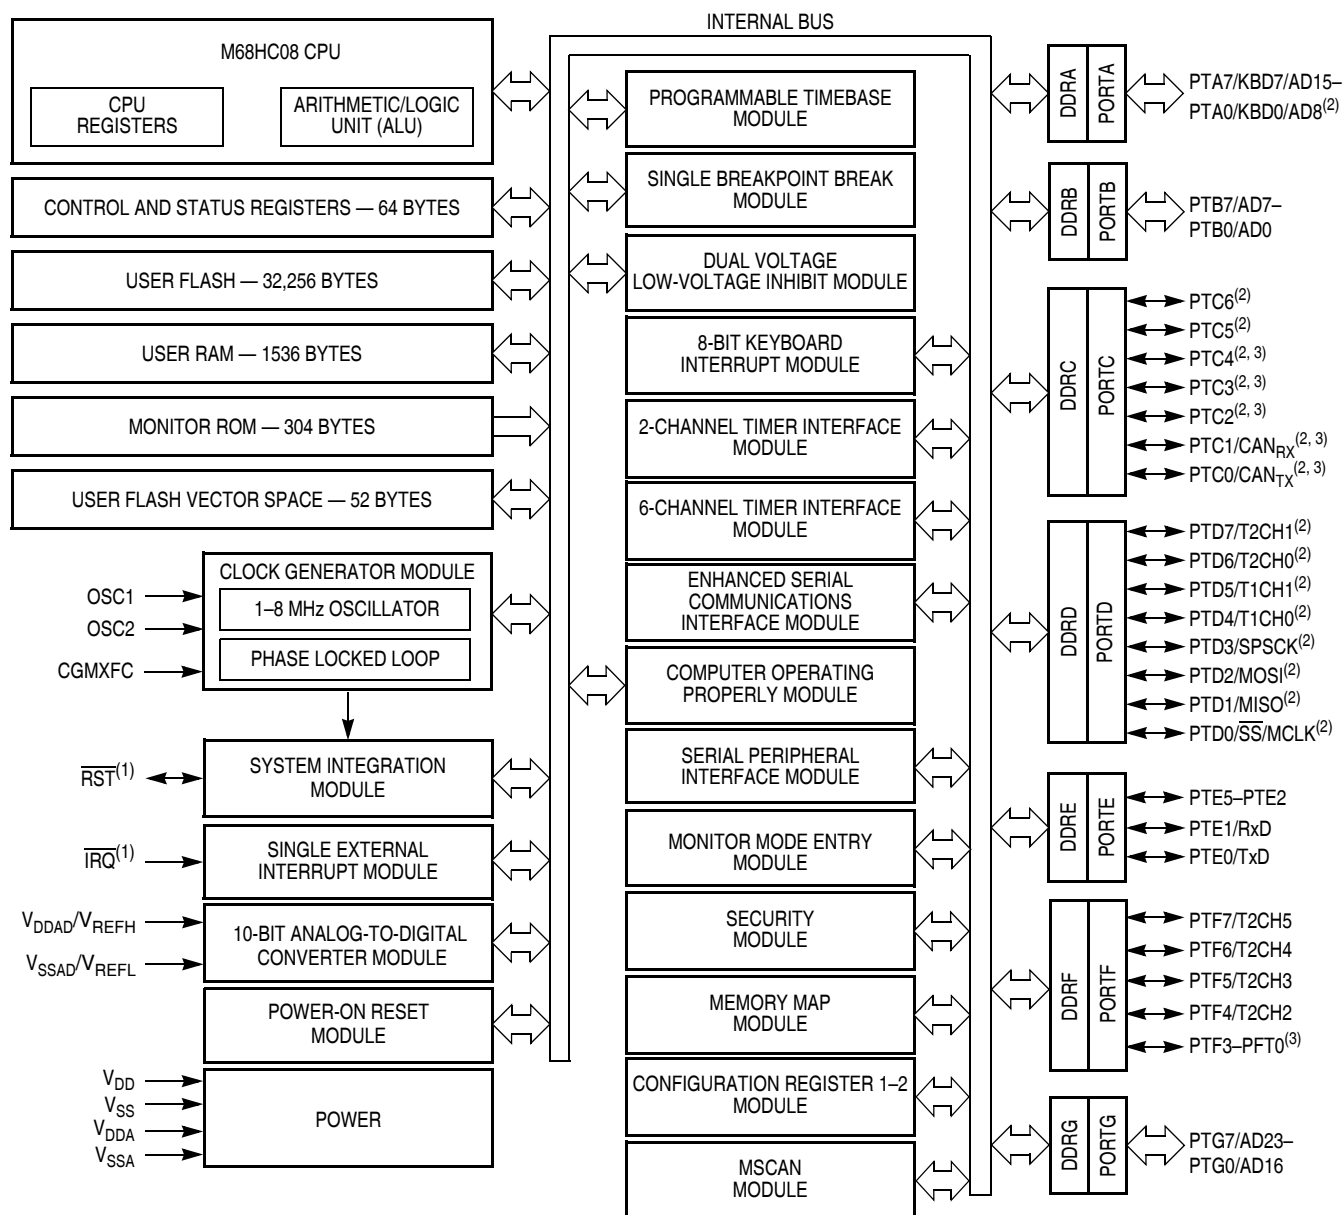 INTERNAL BUS
M68HC08 CPU
CPU
REGISTERS
ARITHMETIC/LOGIC
UNIT (ALU)
CONTROL AND STATUS REGISTERS — 64 BYTES
USER FLASH — 32,256 BYTES
USER RAM — 1536 BYTES
MONITOR ROM — 304 BYTES
USER FLASH VECTOR SPACE — 52 BYTES
CLOCK GENERATOR MODULE
1–8 MHz OSCILLATOR
PHASE LOCKED LOOP
OSC1
OSC2
CGMXFC
SYSTEM INTEGRATION
MODULE
RST(1)
SINGLE EXTERNAL
INTERRUPT MODULE
IRQ(1)
10-BIT ANALOG-TO-DIGITAL
CONVERTER MODULE
VDDAD/VREFH
VSSAD/VREFL
POWER-ON RESET
MODULE
POWER
VDD
VSS
VDDA
VSSA
PROGRAMMABLE TIMEBASE
MODULE
SINGLE BREAKPOINT BREAK
MODULE
DUAL VOLTAGE
LOW-VOLTAGE INHIBIT MODULE
8-BIT KEYBOARD
INTERRUPT MODULE
2-CHANNEL TIMER INTERFACE
MODULE
6-CHANNEL TIMER INTERFACE
MODULE
ENHANCED SERIAL
COMMUNICATIONS
INTERFACE MODULE
COMPUTER OPERATING
PROPERLY MODULE
SERIAL PERIPHERAL
INTERFACE MODULE
MONITOR MODE ENTRY
MODULE
SECURITY
MODULE
MEMORY MAP
MODULE
CONFIGURATION REGISTER 1–2
MODULE
MSCAN
MODULE
DDRA
PORTA
PTA7/KBD7/AD15–
PTA0/KBD0/AD8(2)
DDRB
PORTB
PTB7/AD7–
PTB0/AD0
DDRC
PORTC
PTC6(2)
PTC5(2)
PTC4(2, 3)
PTC3(2, 3)
PTC2(2, 3)
PTC1/CANRX(2, 3)
PTC0/CANTX(2, 3)
DDRD
PORTD
PTD7/T2CH1(2)
PTD6/T2CH0(2)
PTD5/T1CH1(2)
PTD4/T1CH0(2)
PTD3/SPSCK(2)
PTD2/MOSI(2)
PTD1/MISO(2)
PTD0/SS/MCLK(2)
DDRE
PORTE
PTE5–PTE2
PTE1/RxD
PTE0/TxD
DDRF
PORTF
PTF7/T2CH5
PTF6/T2CH4
PTF5/T2CH3
PTF4/T2CH2
PTF3–PFT0(3)
DDRG
PORTG
PTG7/AD23–
PTG0/AD16